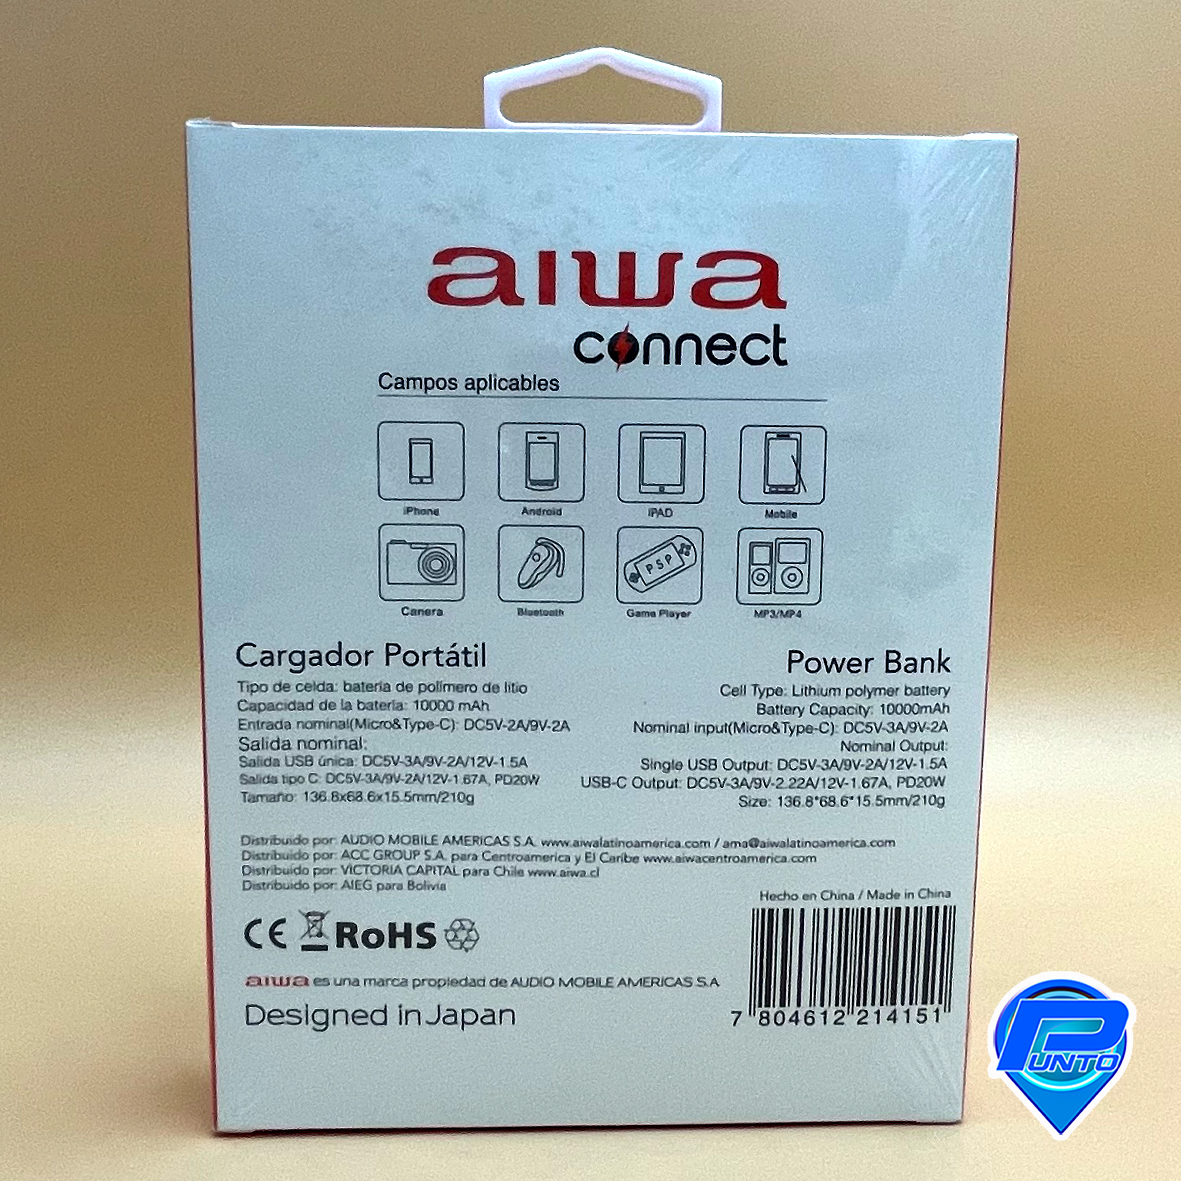 aiwa
connect
Campos aplicables
iPhone
Android
iPAD
Mobile
Canera
Bluetooth
PSP
Game Player
MP3/MP4
Cargador Portátil
Tipo de celda: batería de polímero de litio
Capacidad de la batería: 10000 mAh
Entrada nominal(Micro&Type-C): DC5V-2A/9V-2A
Salida nominal:
Salida USB única: DC5V-3A/9V-2A/12V-1.5A
Salida tipo C: DC5V-3A/9V-2A/12V-1.67A, PD20W
Tamaño: 136.8x68.6x15.5mm/210g
Power Bank
Cell Type: Lithium polymer battery
Battery Capacity: 10000mAh
Nominal input(Micro&Type-C): DC5V-3A/9V-2A
Nominal Output:
Single USB Output: DC5V-3A/9V-2A/12V-1.5A
USB-C Output: DC5V-3A/9V-2.22A/12V-1.67A, PD20W
Size: 136.8*68.6*15.5mm/210g
Distribuido por: AUDIO MOBILE AMERICAS S.A. www.aiwalatinoamerica.com / ama@aiwalatinoamerica.com
Distribuido por: ACC GROUP S.A. para Centroamerica y El Caribe www.aiwacentroamerica.com
Distribuido por: VICTORIA CAPITAL para Chile www.aiwa.cl
Distribuido por: AIEG para Bolivia
Hecho en China / Made in China
CE RoHS
aiwa es una marca propiedad de AUDIO MOBILE AMERICAS S.A
Designed in Japan
7 804612 214151
PUNTO